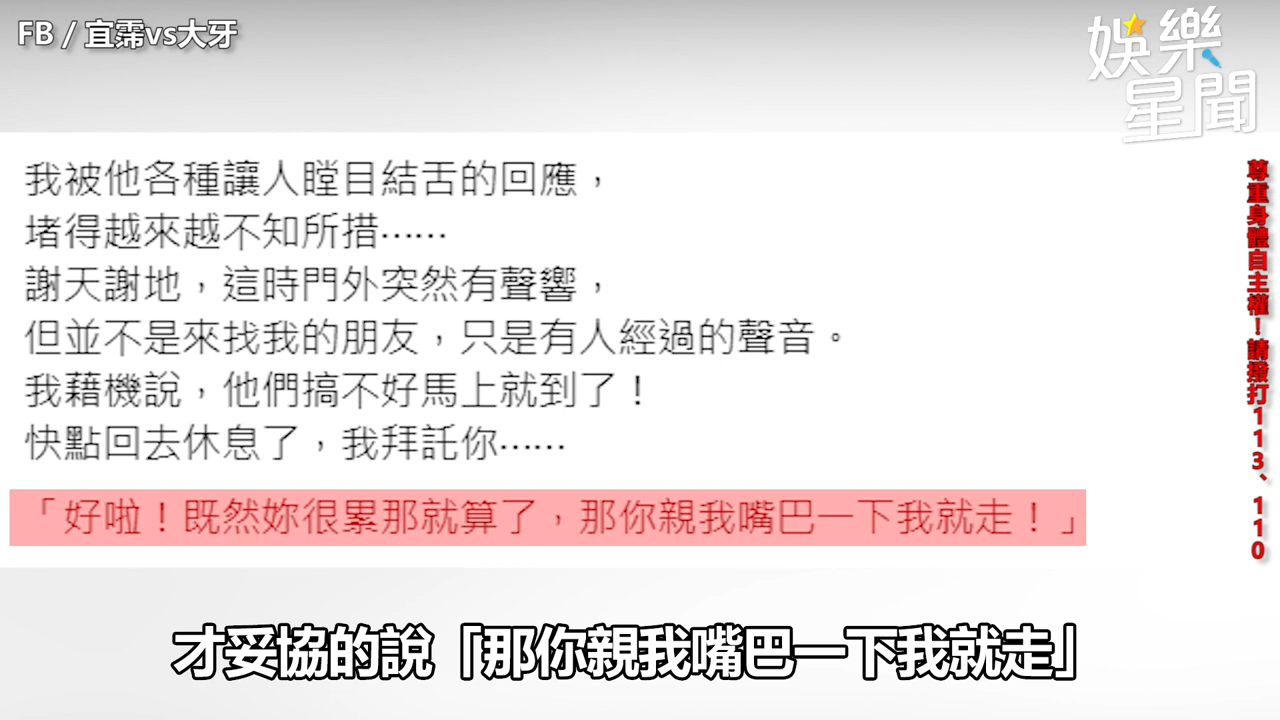 FB / 宜霈vs大牙
娛樂
星聞
我被他各種讓人瞠目結舌的回應，
堵得越來越不知所措……
謝天謝地，這時門外突然有聲響，
但並不是來找我的朋友，只是有人經過的聲音。
我藉機說，他們搞不好馬上就到了！
快點回去休息了，我拜託你……
「好啦！既然妳很累那就算了，那你親我嘴巴一下我就走！」
尊重身體自主權！請撥打113、110
才妥協的說「那你親我嘴巴一下我就走」